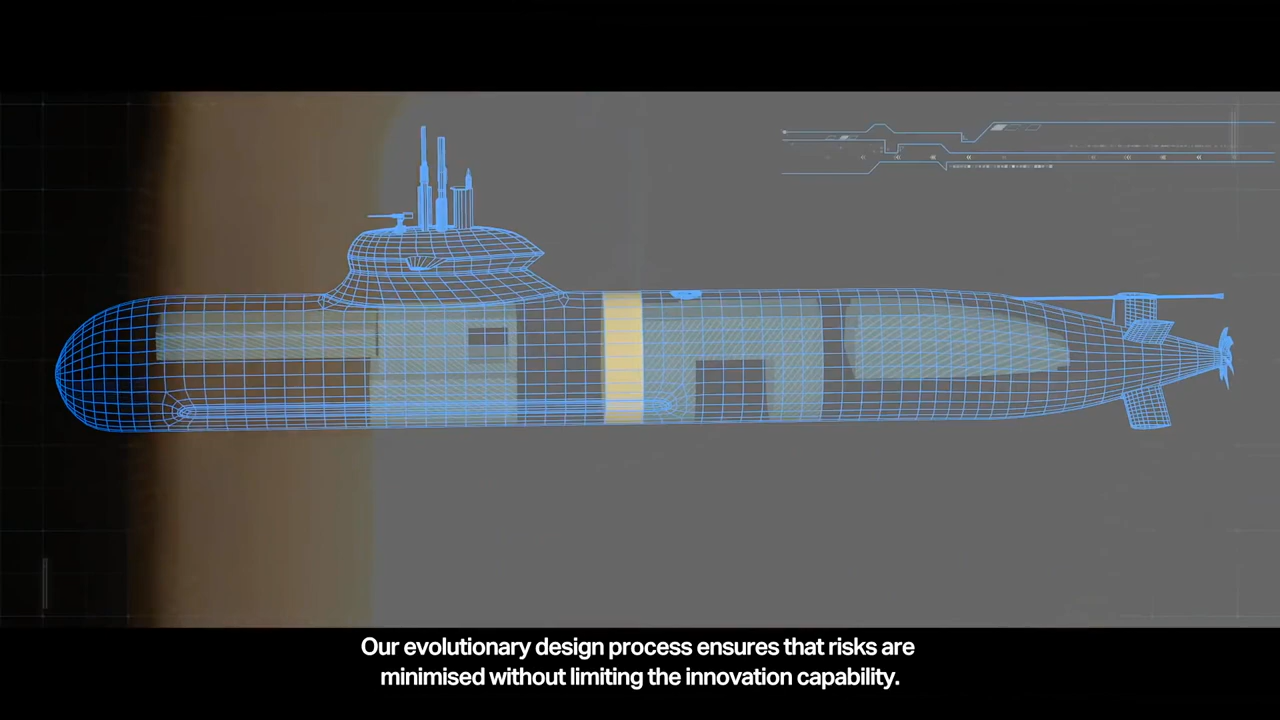 Our evolutionary design process ensures that risks are
minimised without limiting the innovation capability.